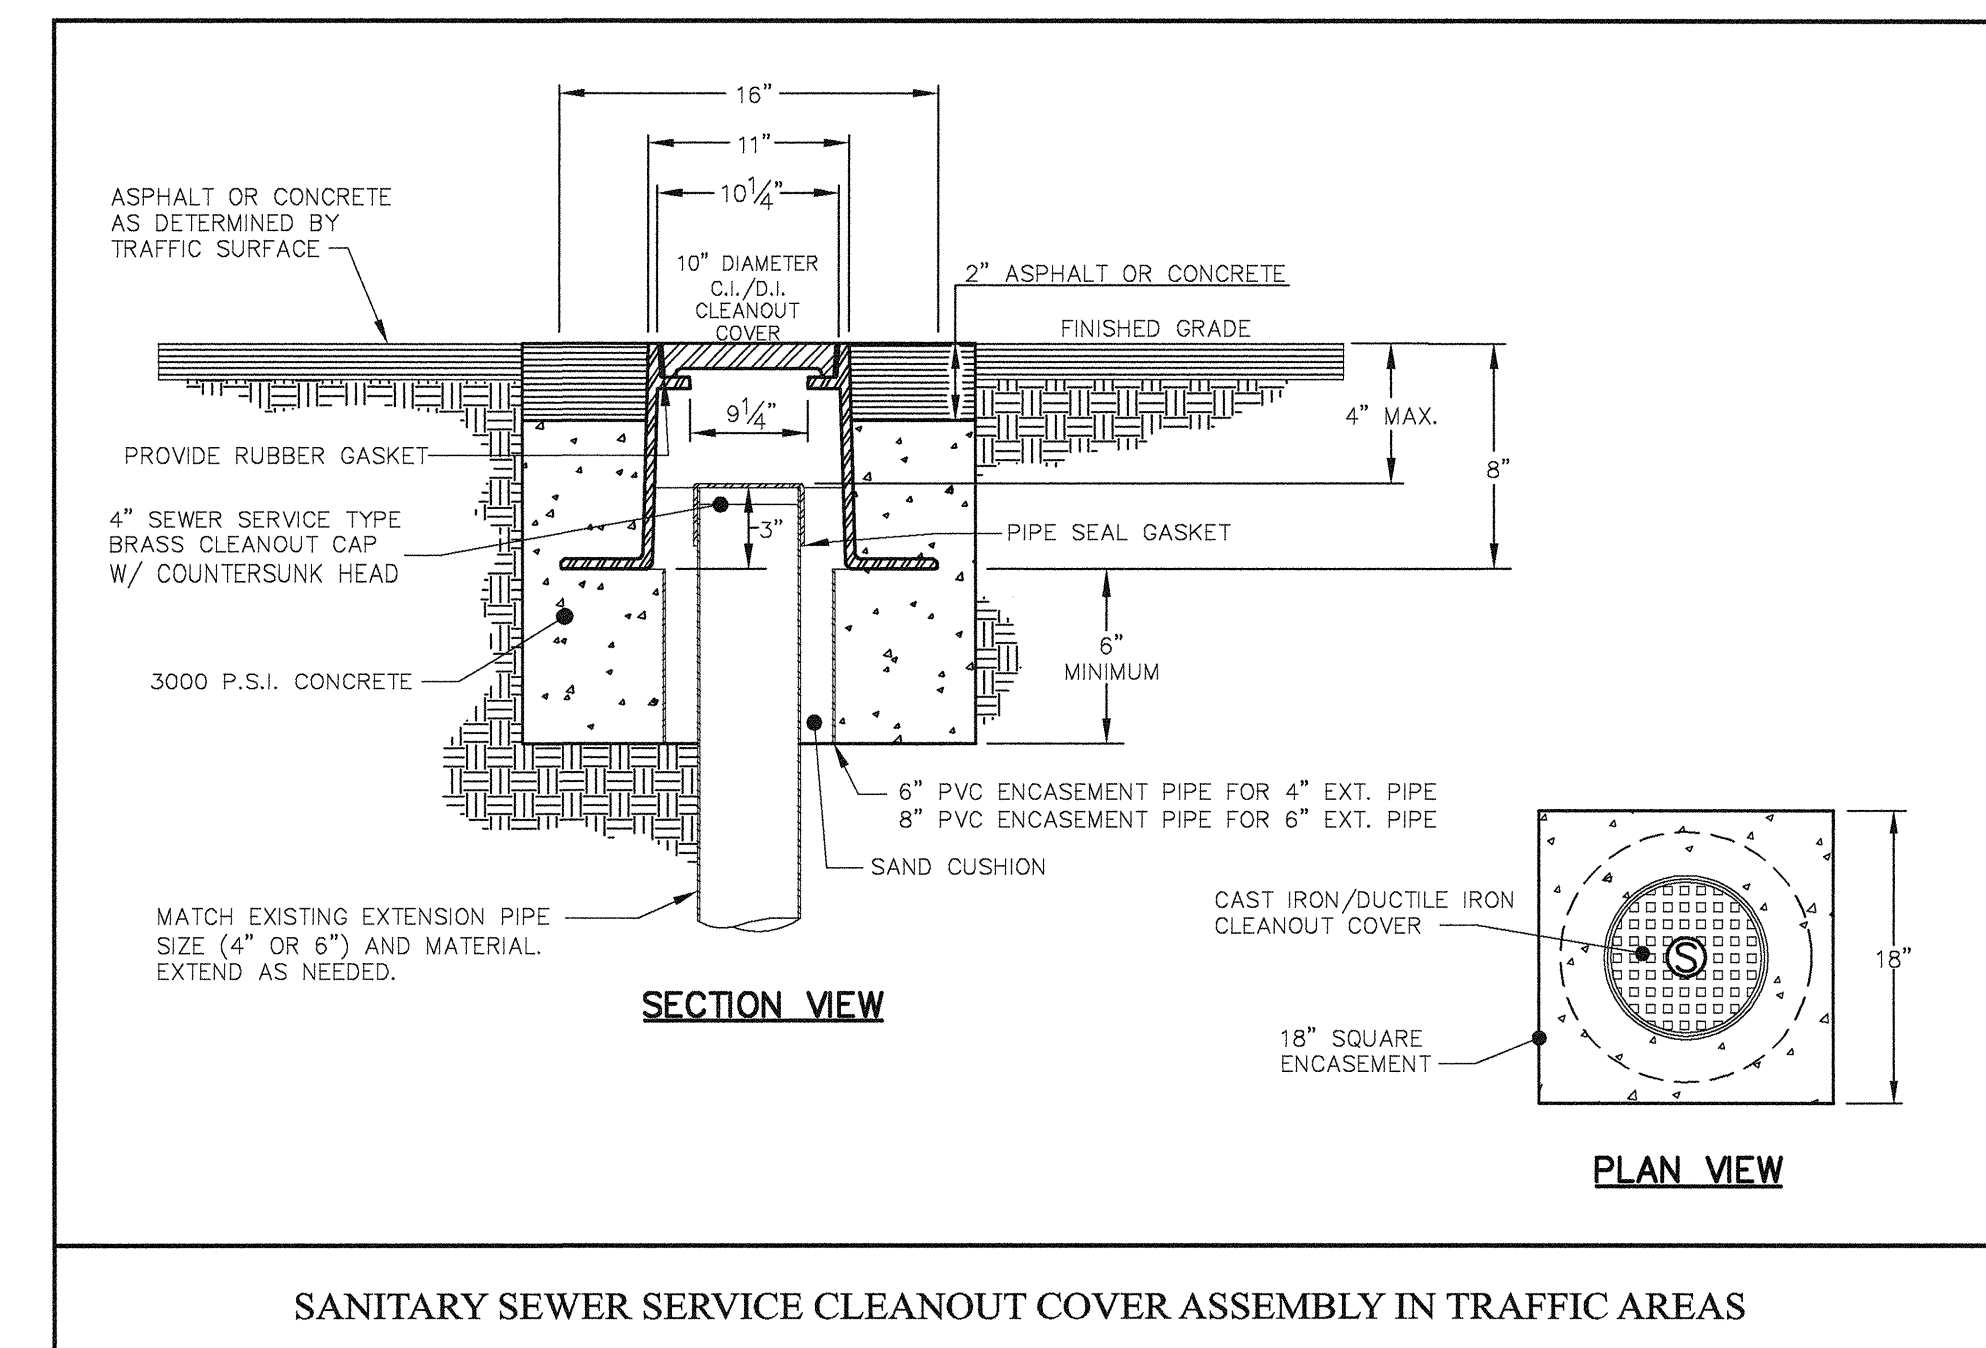 16"
11"
10 1/4"
ASPHALT OR CONCRETE
AS DETERMINED BY
TRAFFIC SURFACE
10" DIAMETER
C.I./D.I.
CLEANOUT
COVER
2" ASPHALT OR CONCRETE
FINISHED GRADE
9 1/4"
4" MAX.
8"
PROVIDE RUBBER GASKET
4" SEWER SERVICE TYPE
BRASS CLEANOUT CAP
W/ COUNTERSUNK HEAD
3"
PIPE SEAL GASKET
6"
MINIMUM
3000 P.S.I. CONCRETE
6" PVC ENCASEMENT PIPE FOR 4" EXT. PIPE
8" PVC ENCASEMENT PIPE FOR 6" EXT. PIPE
SAND CUSHION
MATCH EXISTING EXTENSION PIPE
SIZE (4" OR 6") AND MATERIAL.
EXTEND AS NEEDED.
SECTION VIEW
CAST IRON/DUCTILE IRON
CLEANOUT COVER
S
18"
18" SQUARE
ENCASEMENT
PLAN VIEW
SANITARY SEWER SERVICE CLEANOUT COVER ASSEMBLY IN TRAFFIC AREAS